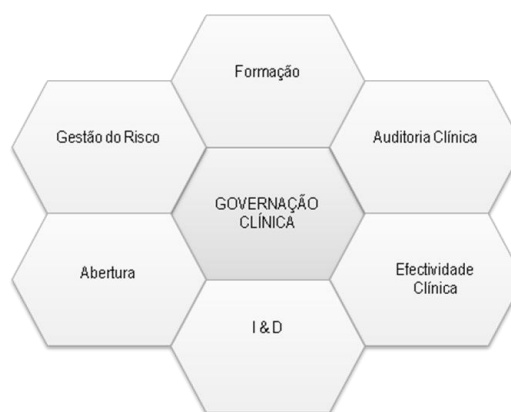 Formação
Gestão do Risco
Auditoria Clínica
GOVERNAÇÃO
CLÍNICA
Abertura
Efectividade
Clínica
I & D